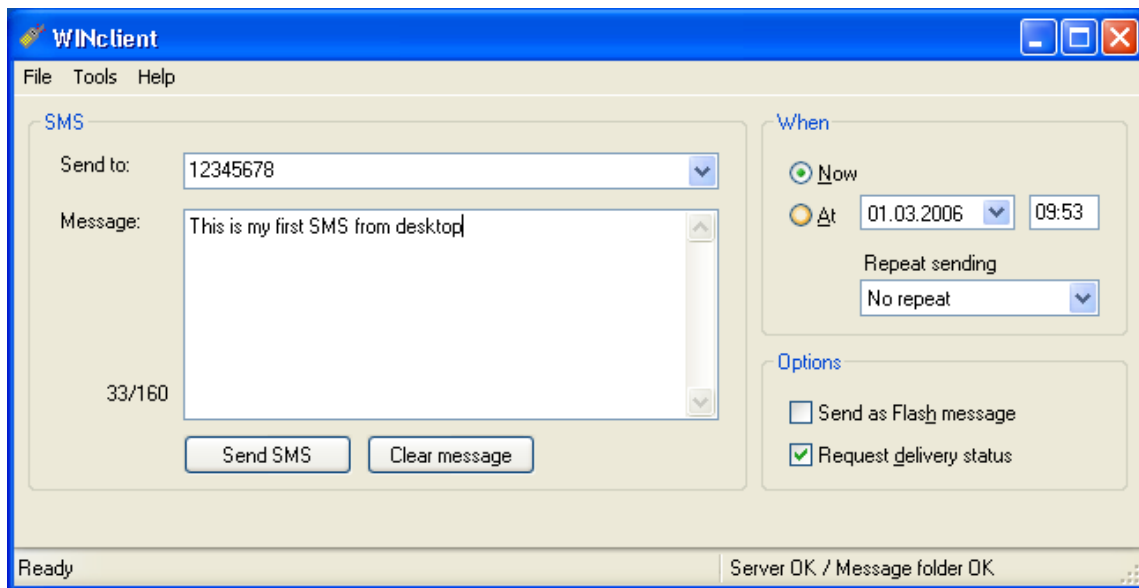 WINclient
File Tools Help
SMS
Send to:
12345678
Message:
This is my first SMS from desktop
33/160
Send SMS
Clear message
When
Now
At
01.03.2006
09:53
Repeat sending
No repeat
Options
Send as Flash message
Request delivery status
Ready
Server OK / Message folder OK